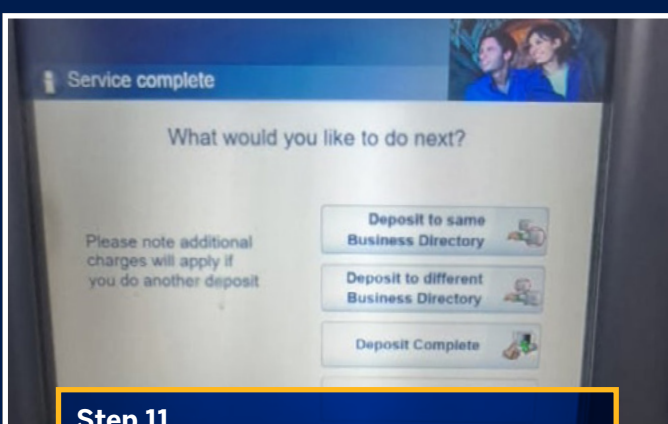 Service complete
What would you like to do next?
Please note additional
charges will apply if
you do another deposit
Deposit to same
Business Directory
Deposit to different
Business Directory
Deposit Complete
Step 11